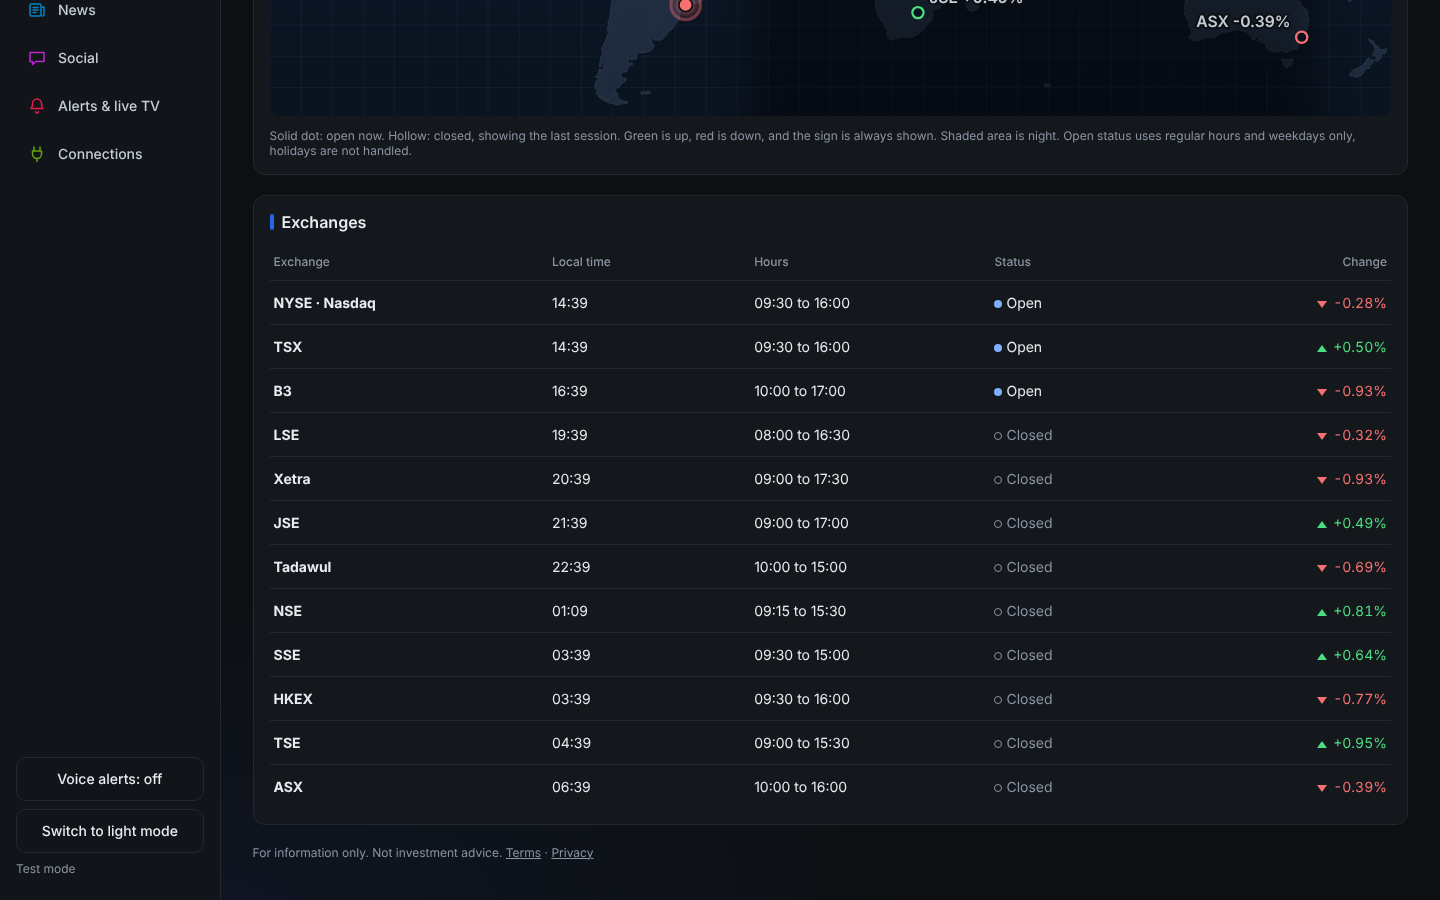 News
Social
Alerts & live TV
Connections
ASX -0.39%
Solid dot: open now. Hollow: closed, showing the last session. Green is up, red is down, and the sign is always shown. Shaded area is night. Open status uses regular hours and weekdays only,
holidays are not handled.
Exchanges
Exchange Local time Hours Status Change
NYSE · Nasdaq 14:39 09:30 to 16:00 Open -0.28%
TSX 14:39 09:30 to 16:00 Open +0.50%
B3 16:39 10:00 to 17:00 Open -0.93%
LSE 19:39 08:00 to 16:30 Closed -0.32%
Xetra 20:39 09:00 to 17:30 Closed -0.93%
JSE 21:39 09:00 to 17:00 Closed +0.49%
Tadawul 22:39 10:00 to 15:00 Closed -0.69%
NSE 01:09 09:15 to 15:30 Closed +0.81%
SSE 03:39 09:30 to 15:00 Closed +0.64%
HKEX 03:39 09:30 to 16:00 Closed -0.77%
TSE 04:39 09:00 to 15:30 Closed +0.95%
ASX 06:39 10:00 to 16:00 Closed -0.39%
Voice alerts: off
Switch to light mode
Test mode
For information only. Not investment advice. Terms · Privacy